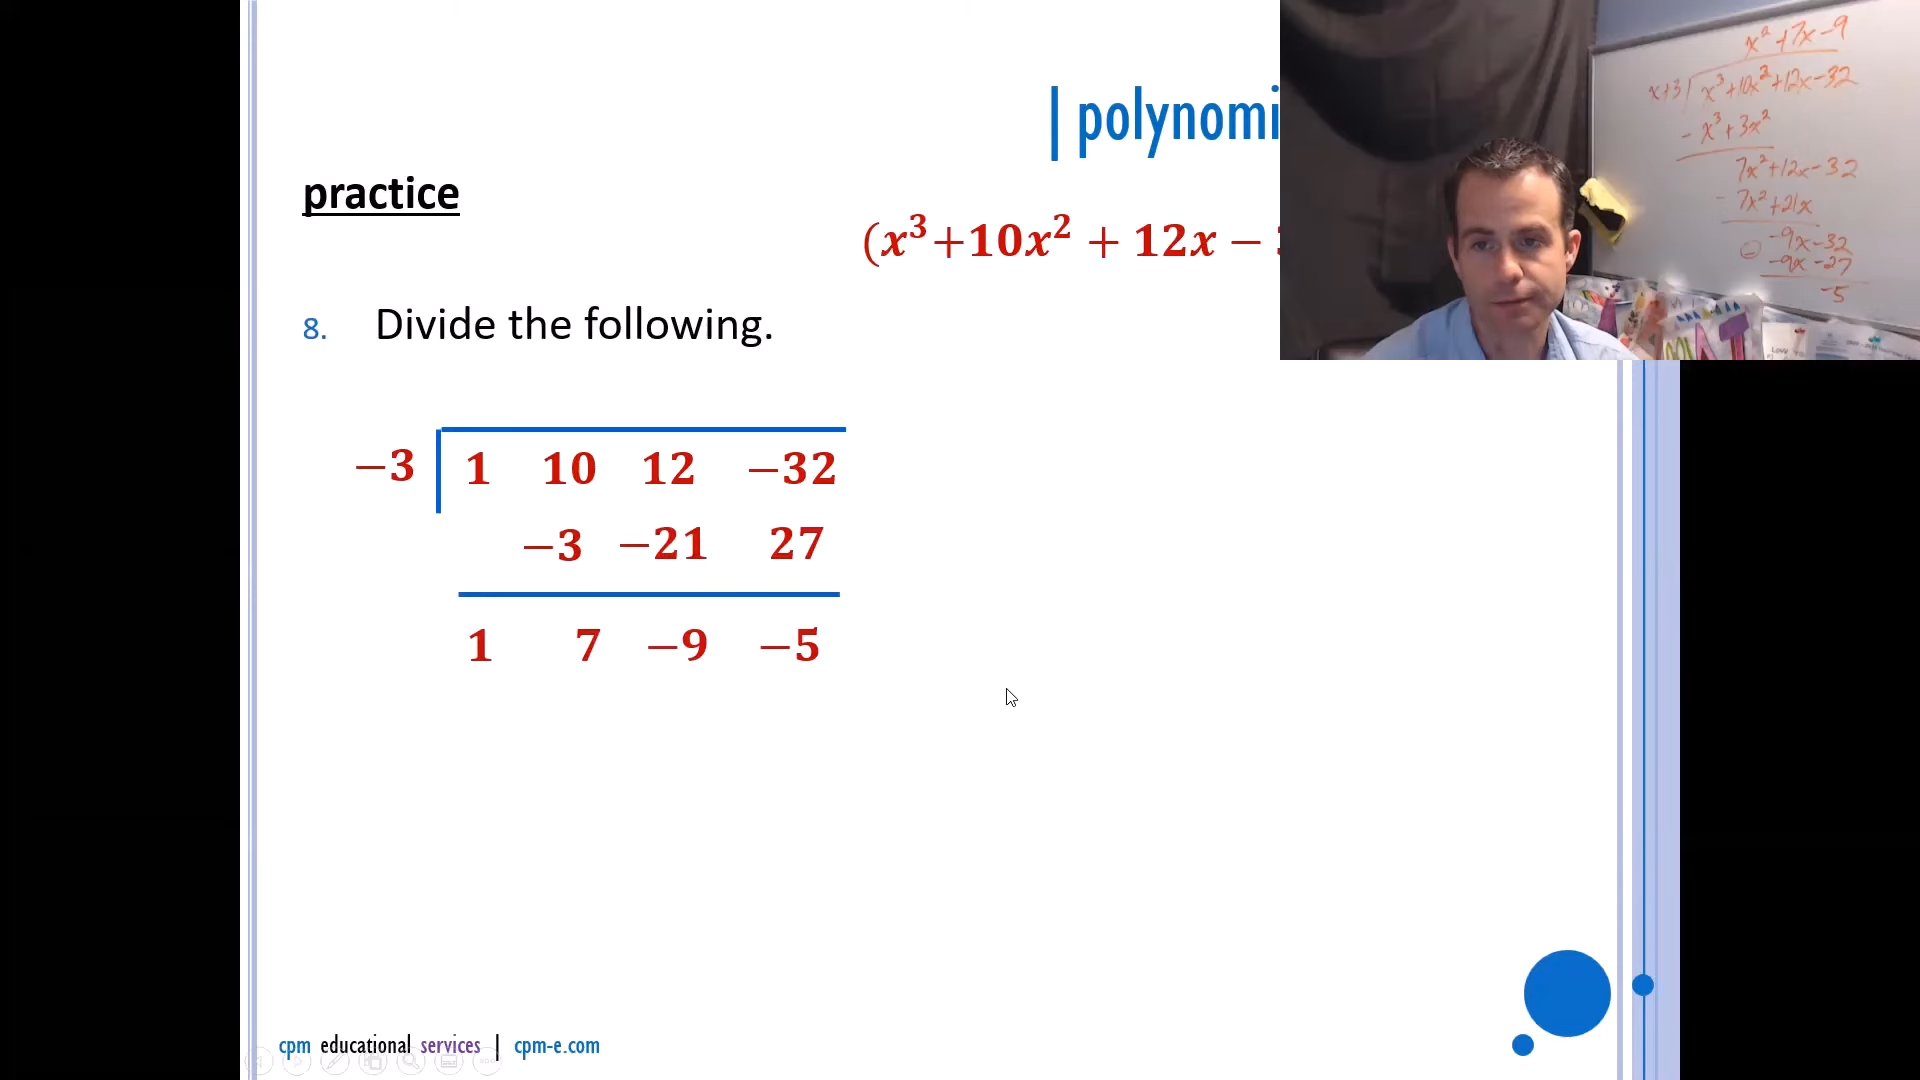 | polynomi
practice
(x³+10x² + 12x −
8. Divide the following.
−3 1 10 12 −32
−3 −21 27
1 7 −9 −5
cpm educational services | cpm-e.com
x² +7x -9
x+3 x³+10x²+12x-32
- x³+3x²
7x²+12x-32
- 7x²+21x
-9x-32
- -9x -27
-5